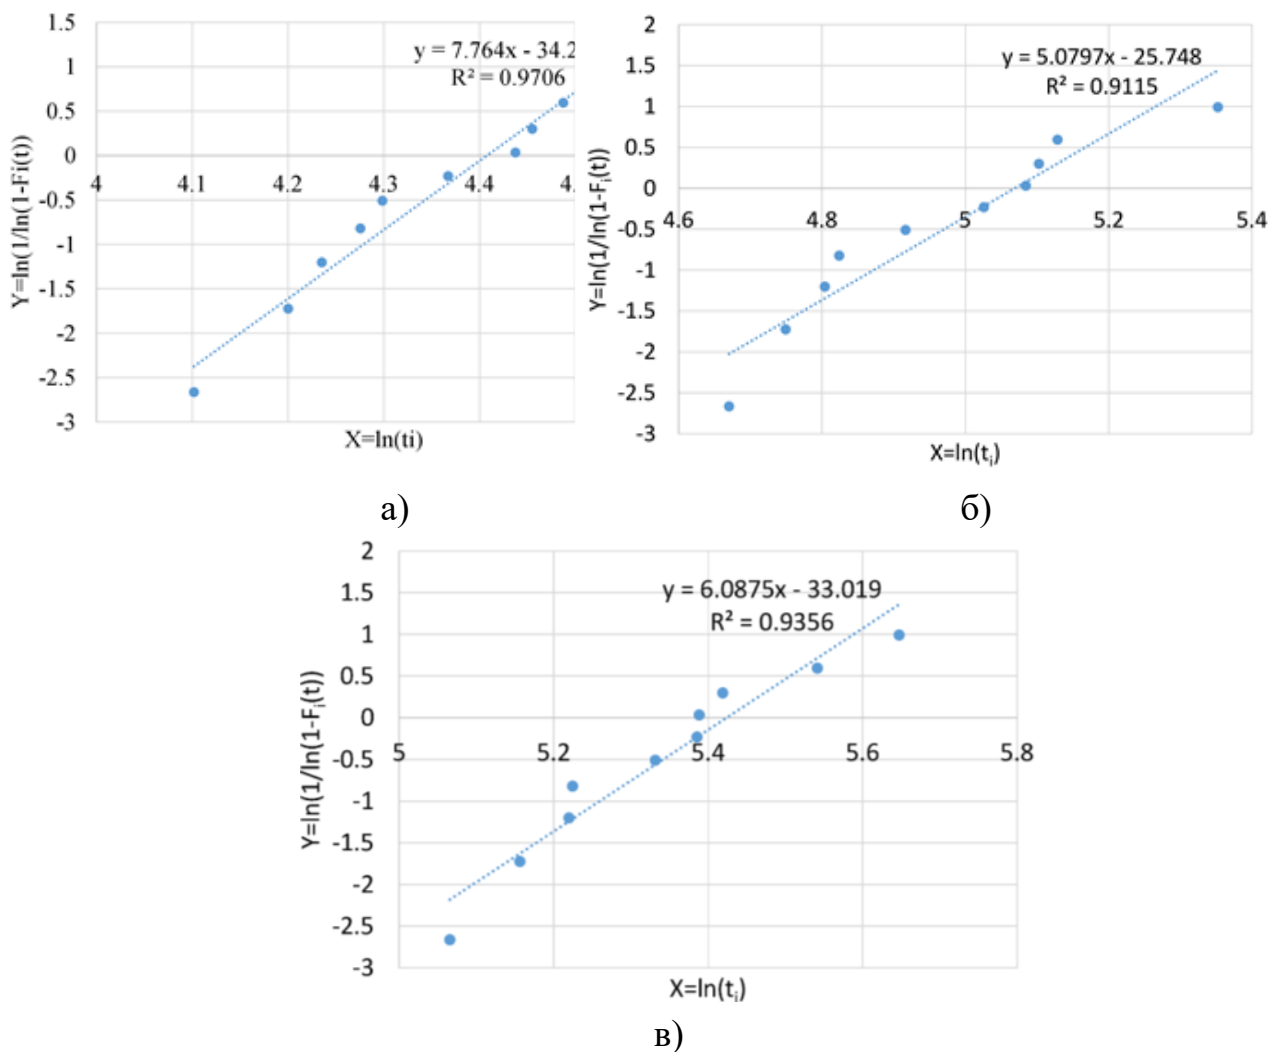 1.5
1
0.5
0
-0.5
-1
-1.5
-2
-2.5
-3
4 4.1 4.2 4.3 4.4 4.
y = 7.764x - 34.2
R² = 0.9706
Y=ln(1/ln(1-Fi(t))
X=ln(ti)
а)
2
1.5
1
0.5
0
-0.5
-1
-1.5
-2
-2.5
-3
4.6 4.8 5 5.2 5.4
y = 5.0797x - 25.748
R² = 0.9115
Y=ln(1/ln(1-Fᵢ(t))
X=ln(tᵢ)
б)
2
1.5
1
0.5
0
-0.5
-1
-1.5
-2
-2.5
-3
5 5.2 5.4 5.6 5.8
y = 6.0875x - 33.019
R² = 0.9356
Y=ln(1/ln(1-Fᵢ(t))
X=ln(tᵢ)
в)